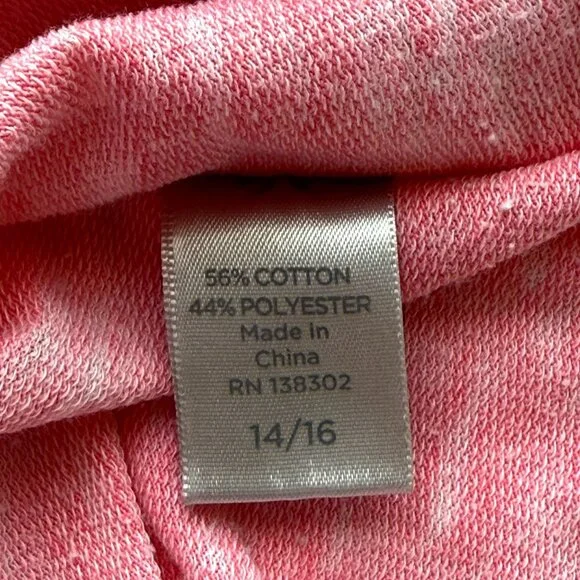 56% COTTON
44% POLYESTER
Made in
China
RN 138302
14/16